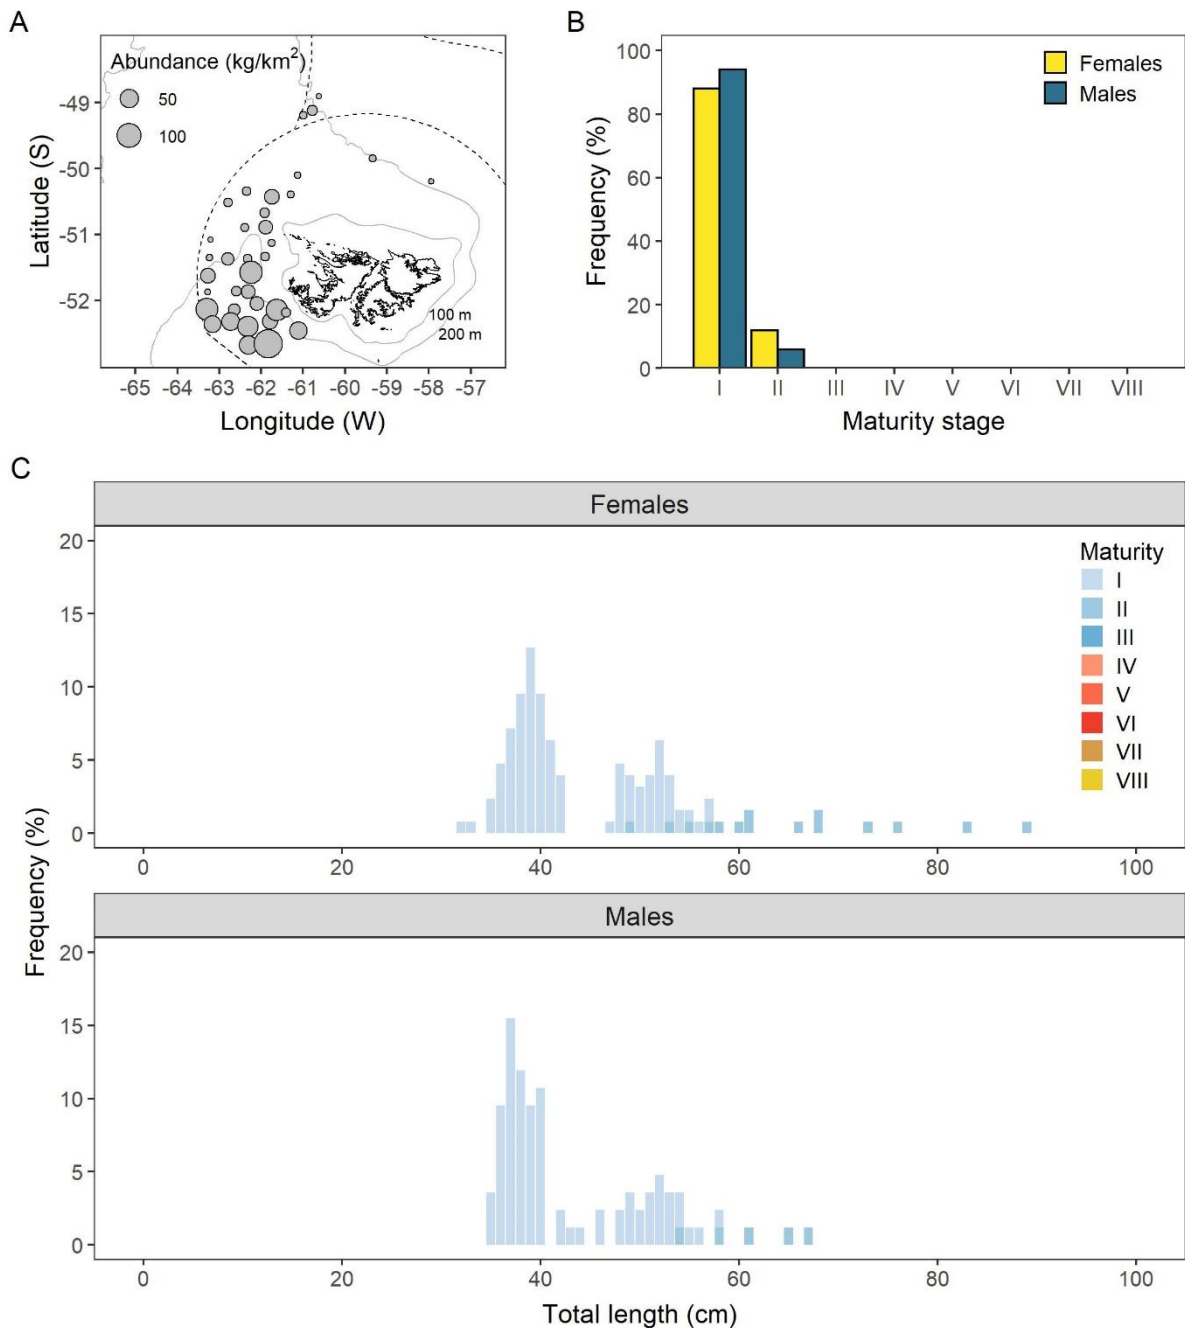 A
Abundance (kg/km2)
50
100
-49
-50
-51
-52
Latitude (S)
100 m
200 m
-65 -64 -63 -62 -61 -60 -59 -58 -57
Longitude (W)
B
100
80
60
40
20
0
Frequency (%)
Females
Males
I II III IV V VI VII VIII
Maturity stage
C
Females
20
15
10
5
0
Maturity
I
II
III
IV
V
VI
VII
VIII
0 20 40 60 80 100
Frequency (%)
Males
20
15
10
5
0
0 20 40 60 80 100
Total length (cm)